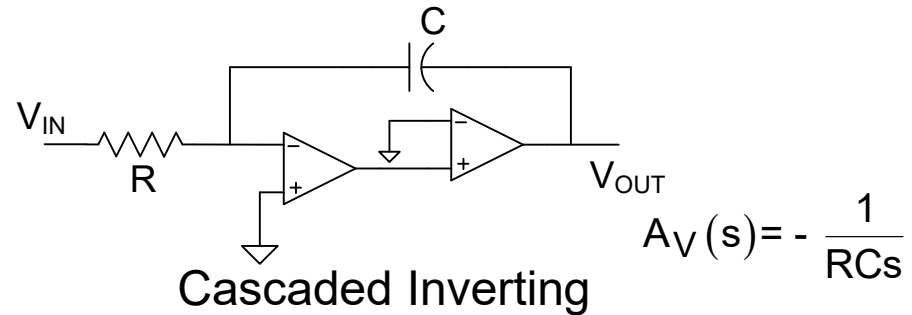 C
V_IN
R
−
+
−
+
V_OUT
A_V(s)= - 1/RCs
Cascaded Inverting